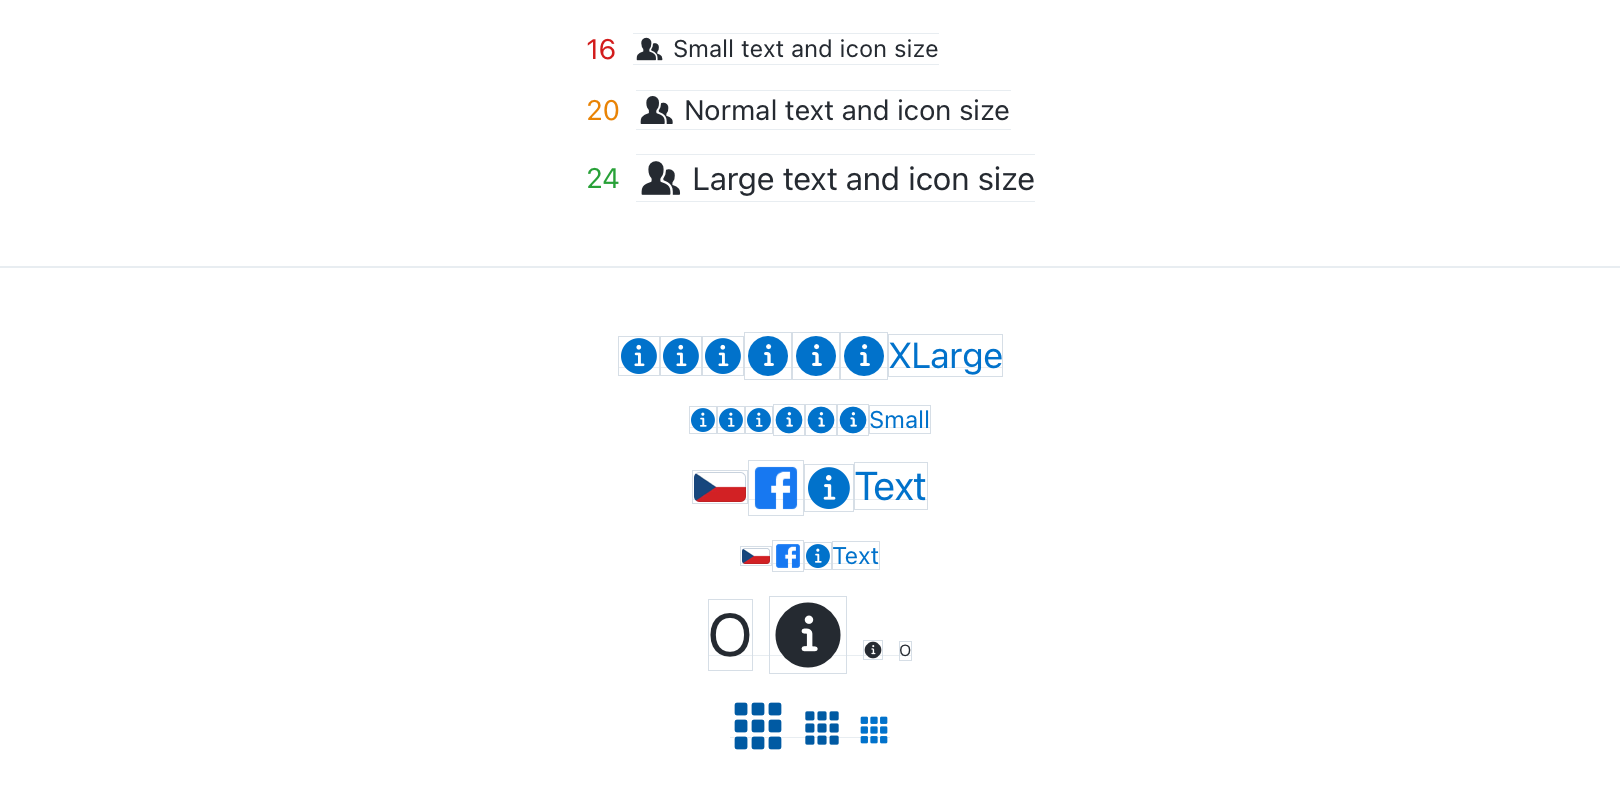 16 Small text and icon size
20 Normal text and icon size
24 Large text and icon size
XLarge
Small
Text
Text
O O